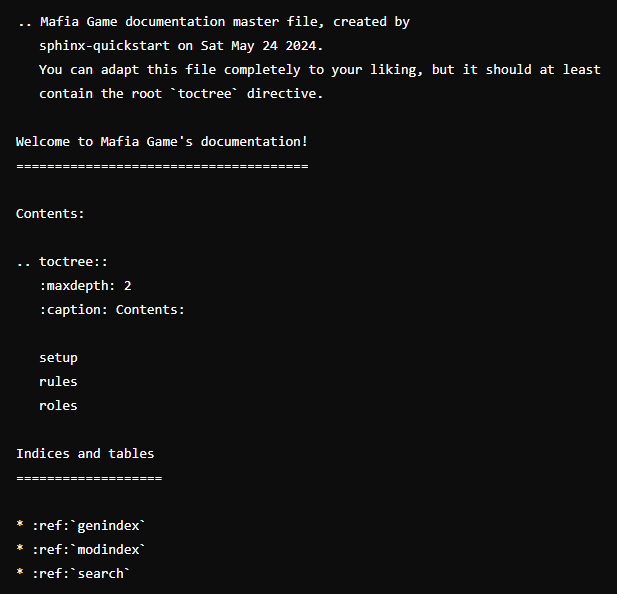 .. Mafia Game documentation master file, created by
   sphinx-quickstart on Sat May 24 2024.
   You can adapt this file completely to your liking, but it should at least
   contain the root `toctree` directive.

Welcome to Mafia Game's documentation!
======================================

Contents:

.. toctree::
   :maxdepth: 2
   :caption: Contents:

   setup
   rules
   roles

Indices and tables
===================

* :ref:`genindex`
* :ref:`modindex`
* :ref:`search`